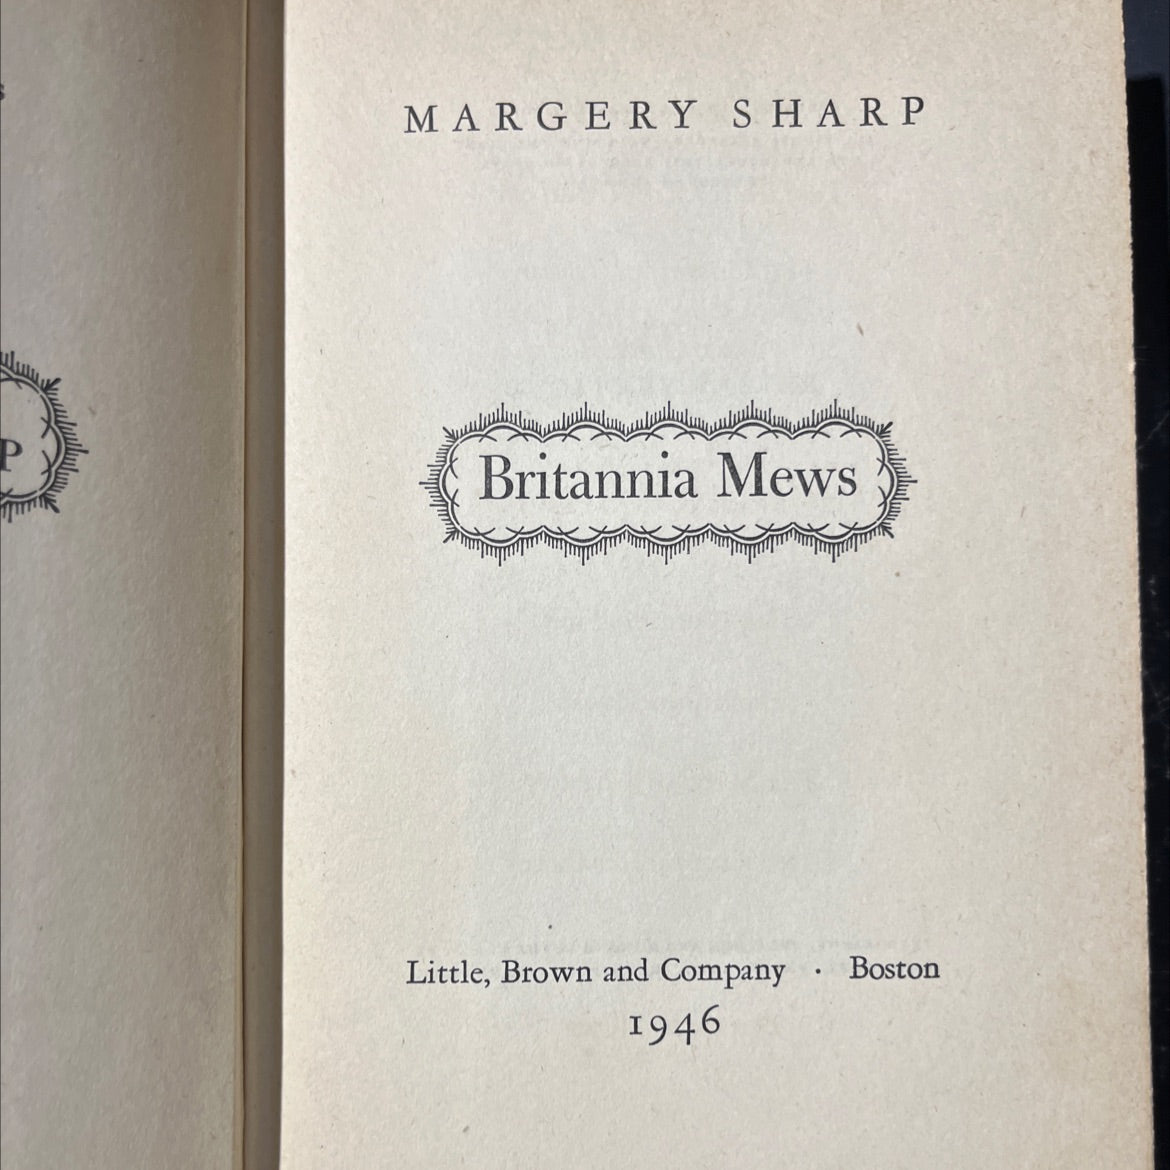 MARGERY SHARP
Britannia Mews
Little, Brown and Company · Boston
1946